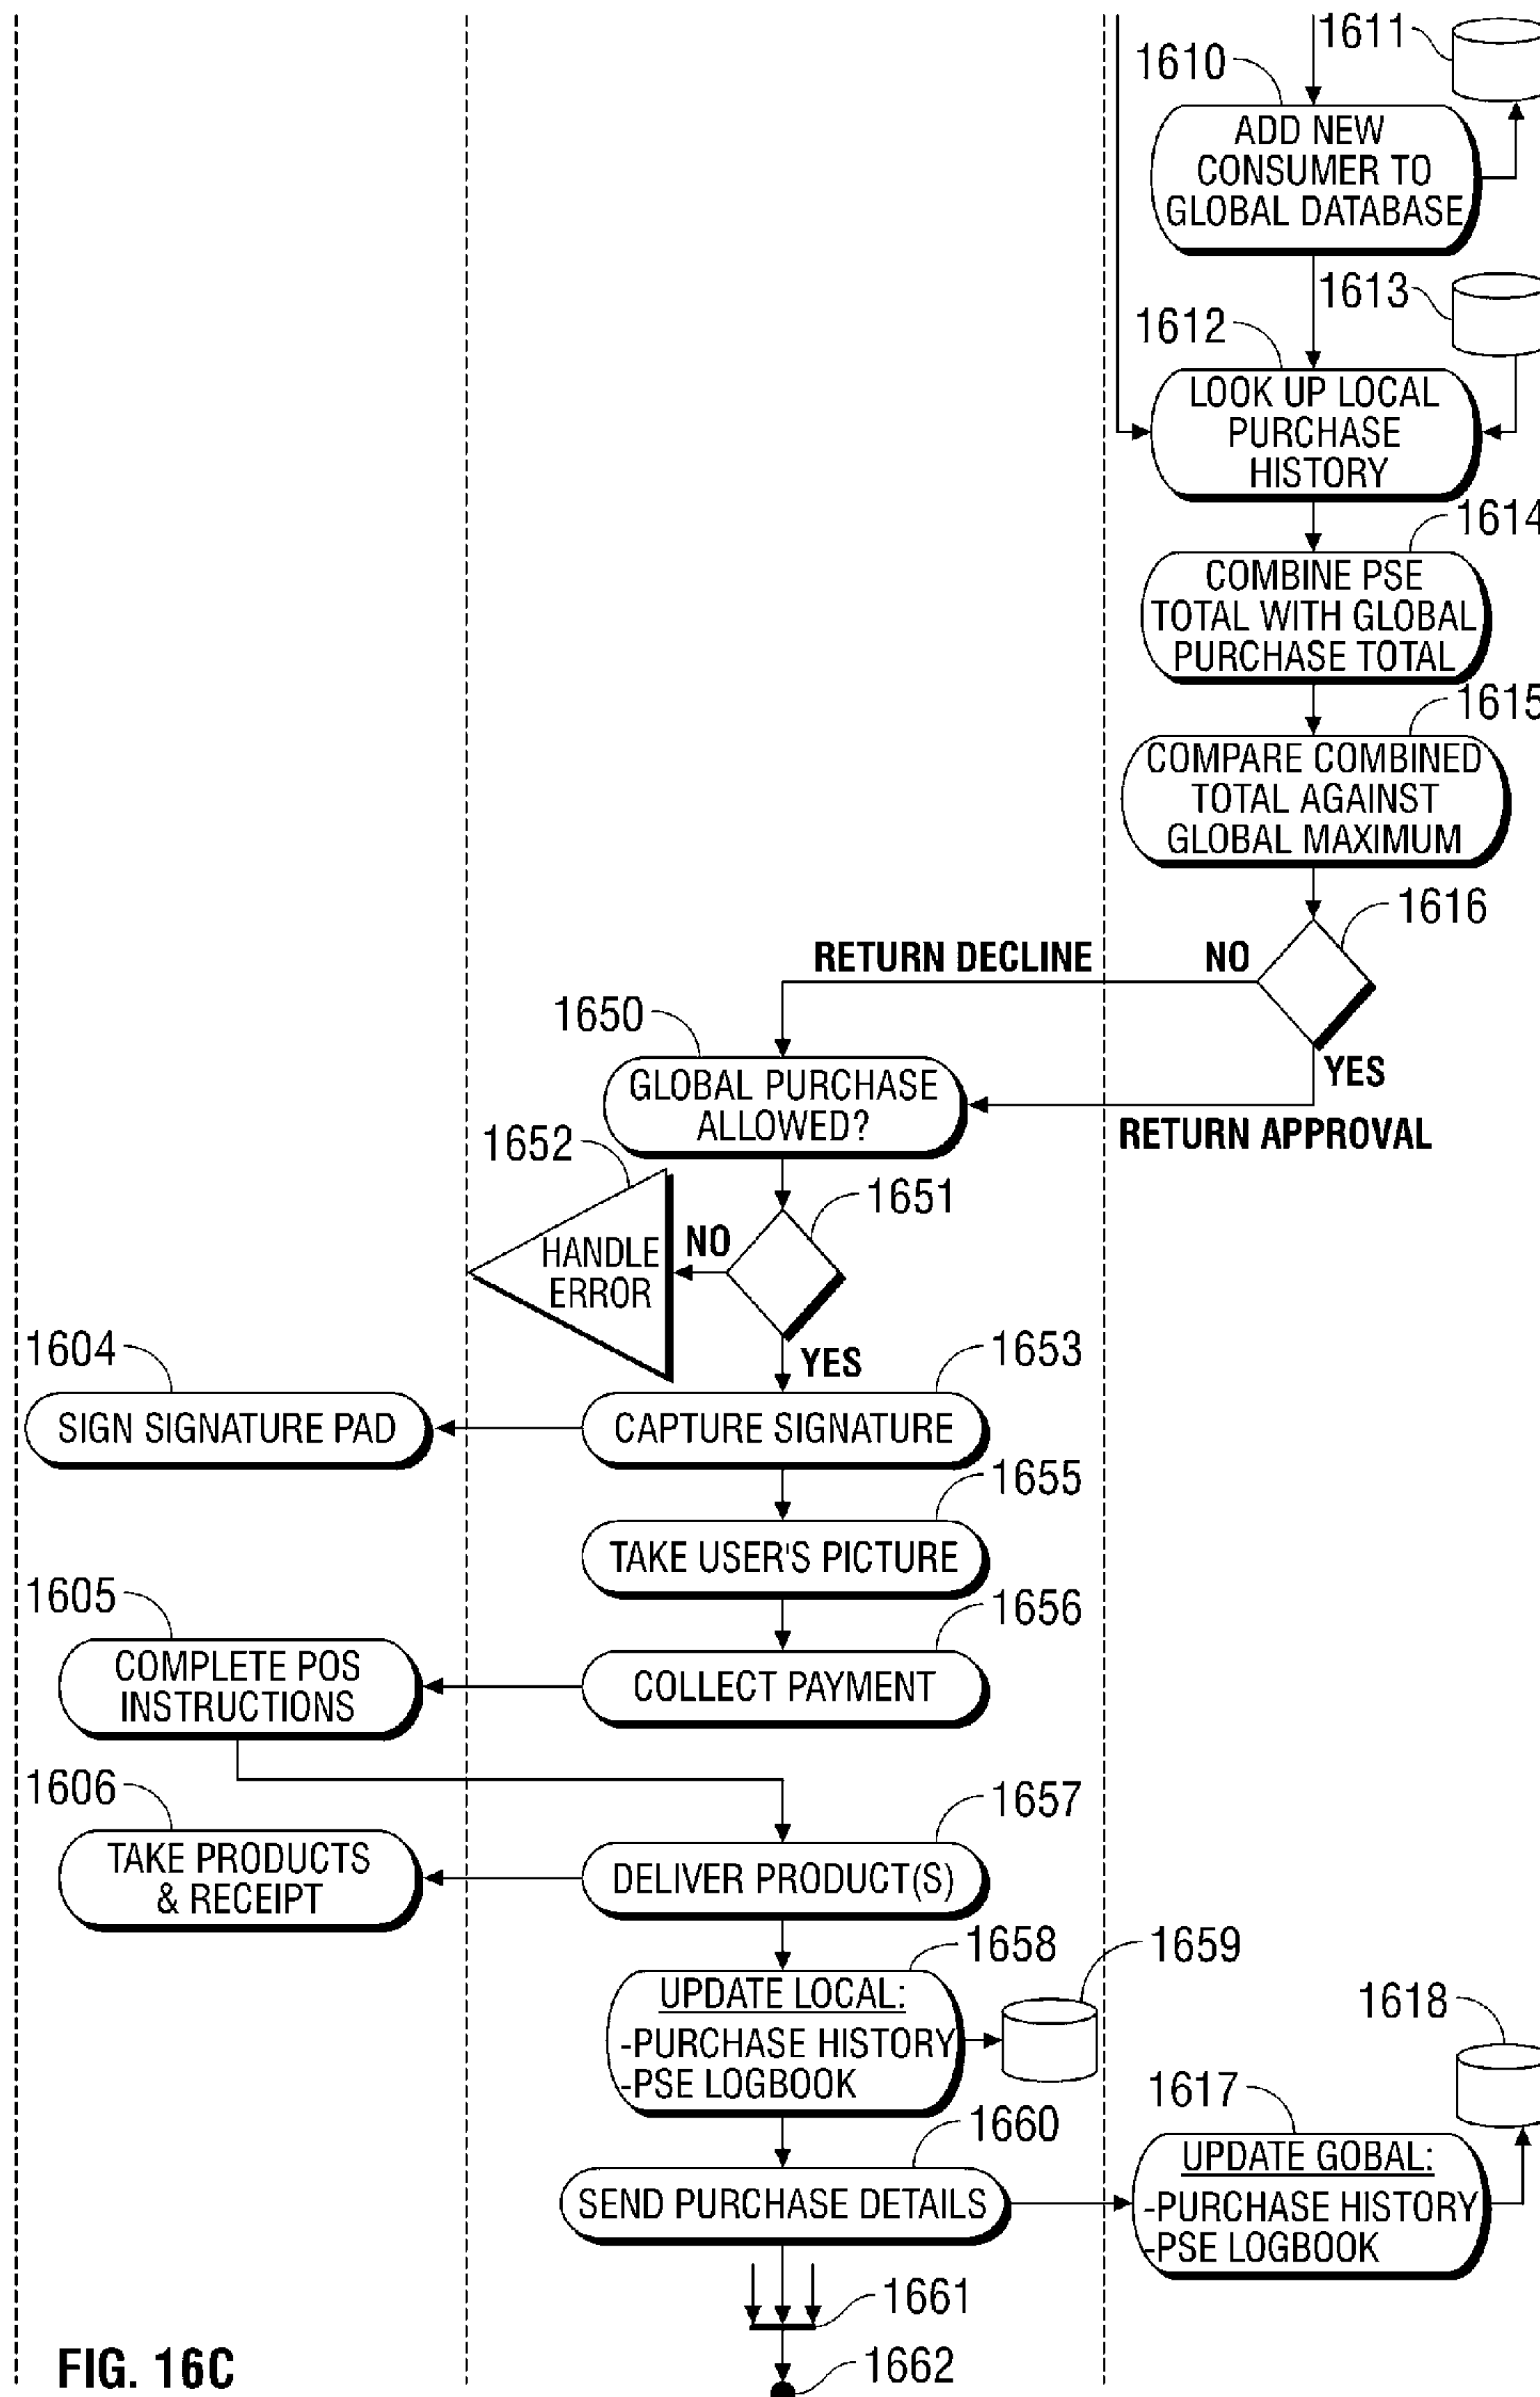 1611
1610
ADD NEW
CONSUMER TO
GLOBAL DATABASE
1613
1612
LOOK UP LOCAL
PURCHASE
HISTORY
1614
COMBINE PSE
TOTAL WITH GLOBAL
PURCHASE TOTAL
1615
COMPARE COMBINED
TOTAL AGAINST
GLOBAL MAXIMUM
1616
RETURN DECLINE
NO
1650
GLOBAL PURCHASE
ALLOWED?
YES
RETURN APPROVAL
1652
1651
HANDLE
ERROR
NO
YES
1604
1653
SIGN SIGNATURE PAD
CAPTURE SIGNATURE
1655
TAKE USER'S PICTURE
1605
1656
COMPLETE POS
INSTRUCTIONS
COLLECT PAYMENT
1606
1657
TAKE PRODUCTS
& RECEIPT
DELIVER PRODUCT(S)
1658
1659
UPDATE LOCAL:
-PURCHASE HISTORY
-PSE LOGBOOK
1618
1617
1660
SEND PURCHASE DETAILS
UPDATE GOBAL:
-PURCHASE HISTORY
-PSE LOGBOOK
1661
1662
FIG. 16C